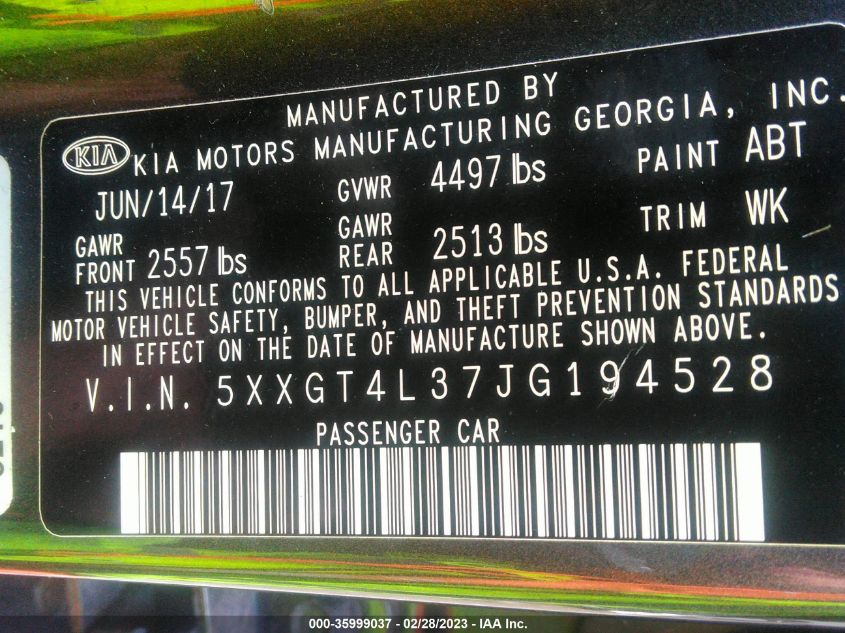 MANUFACTURED BY
KIA KIA MOTORS MANUFACTURING GEORGIA, INC.
JUN/14/17 GVWR 4497 lbs PAINT ABT
GAWR FRONT 2557 lbs GAWR REAR 2513 lbs TRIM WK
THIS VEHICLE CONFORMS TO ALL APPLICABLE U.S.A. FEDERAL
MOTOR VEHICLE SAFETY, BUMPER, AND THEFT PREVENTION STANDARDS
IN EFFECT ON THE DATE OF MANUFACTURE SHOWN ABOVE.
V.I.N. 5XXGT4L37JG194528
PASSENGER CAR
000-35999037 - 02/28/2023 - IAA Inc.